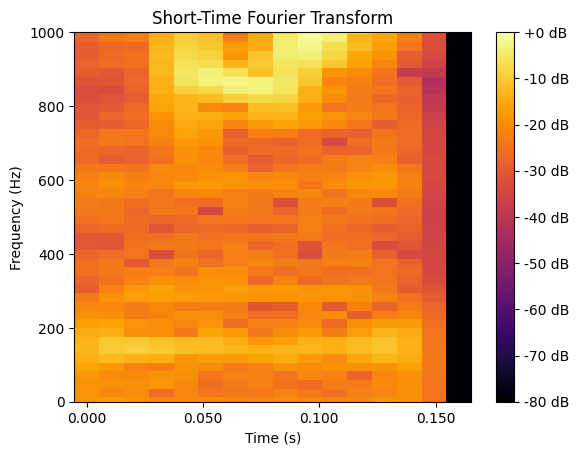 Short-Time Fourier Transform
1000
800
600
400
200
0
Frequency (Hz)
0.000
0.050
0.100
0.150
Time (s)
+0 dB
-10 dB
-20 dB
-30 dB
-40 dB
-50 dB
-60 dB
-70 dB
-80 dB